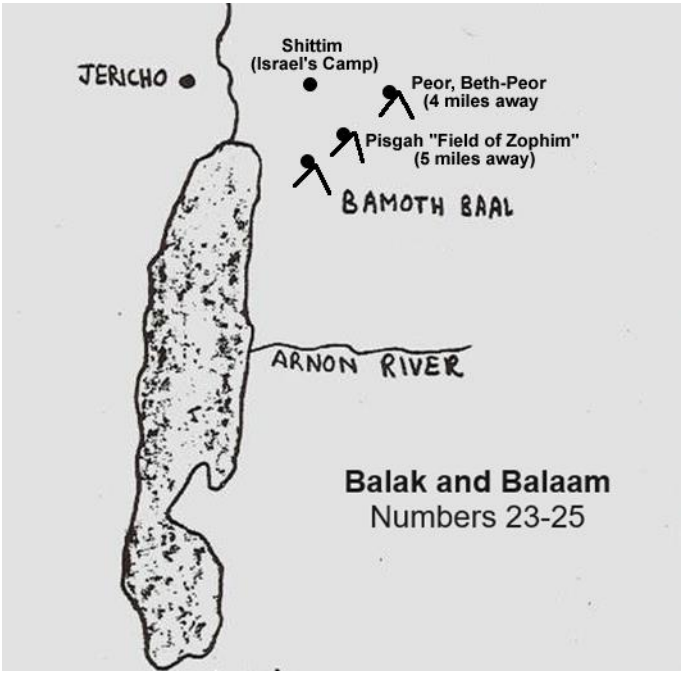 JERICHO
Shittim
(Israel's Camp)
Peor, Beth-Peor
(4 miles away
Pisgah "Field of Zophim"
(5 miles away)
BAMOTH BAAL
ARNON RIVER
Balak and Balaam
Numbers 23-25